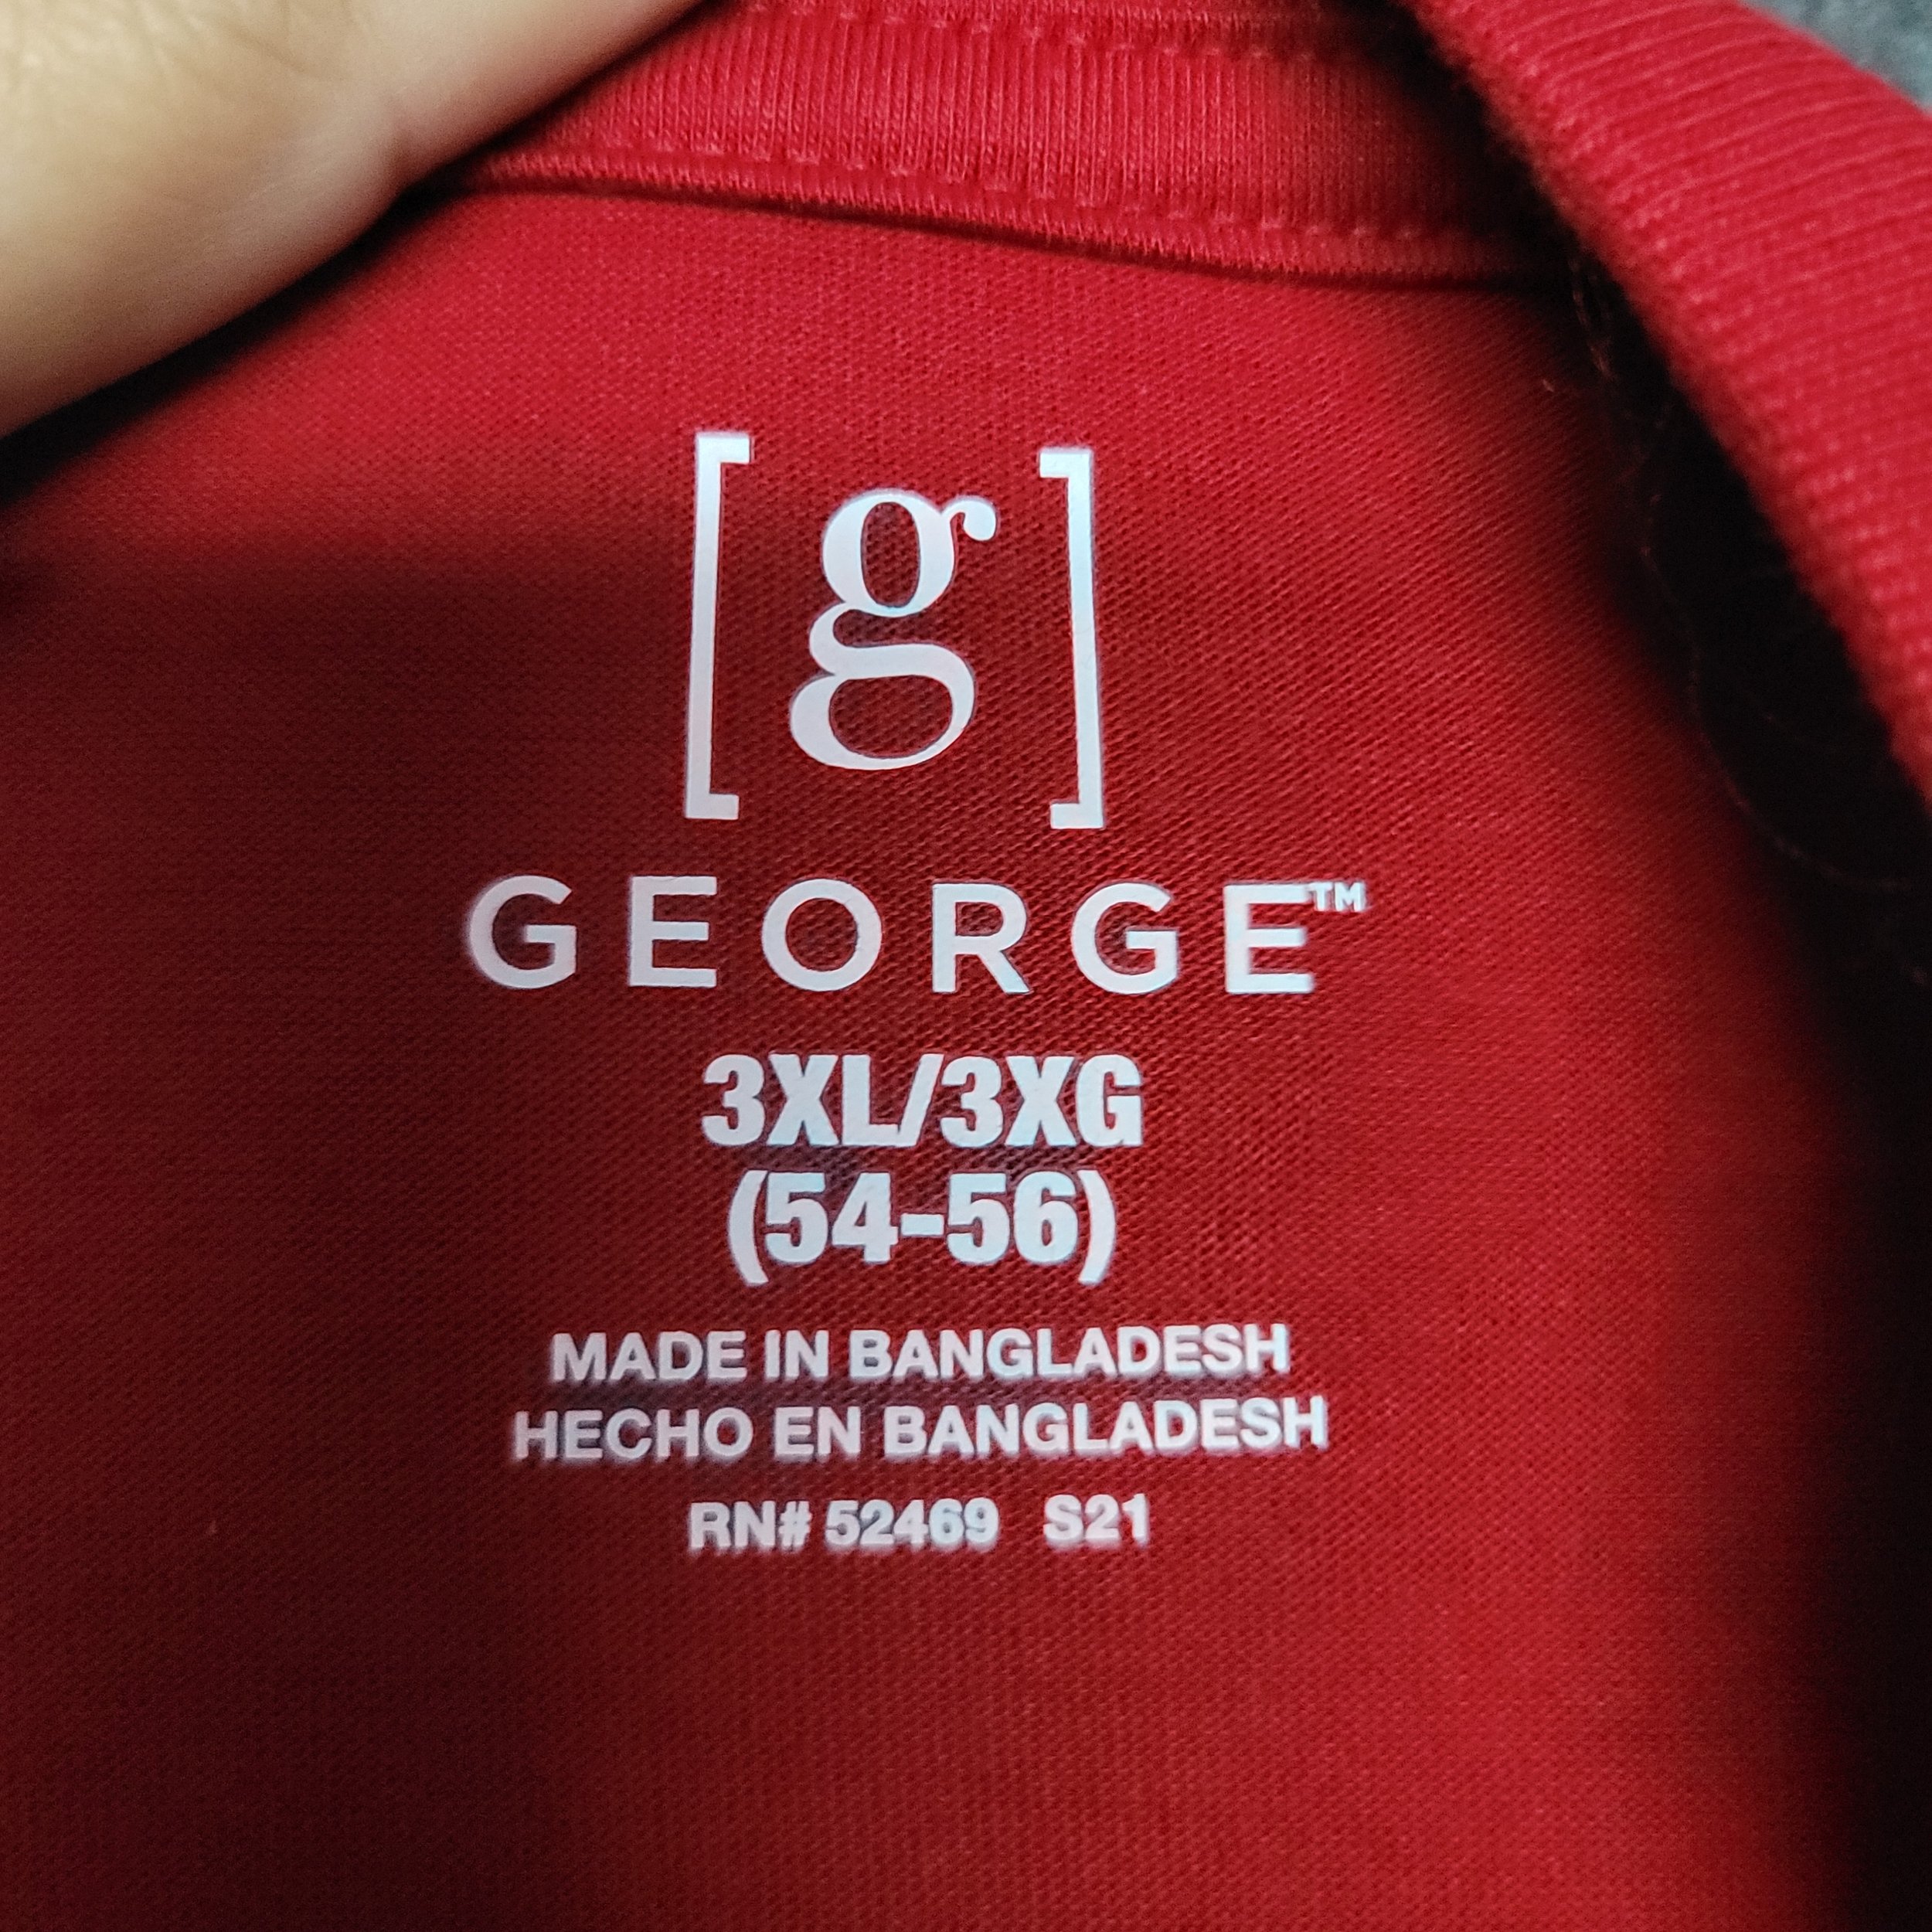 [g]
GEORGE™
3XL/3XG
(54-56)
MADE IN BANGLADESH
HECHO EN BANGLADESH
RN# 52469 S21